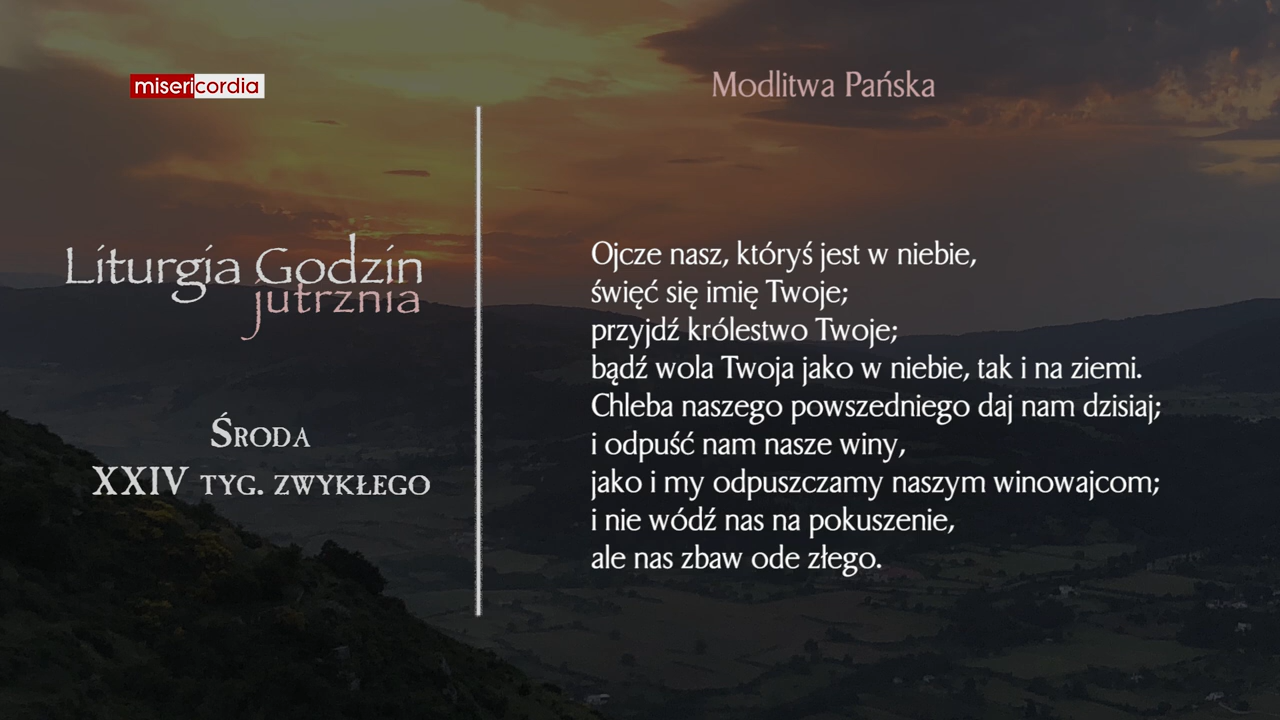 misericordia
Liturgia Godzin
jutrznia
Środa
XXIV tyg. zwykłego
Modlitwa Pańska
Ojcze nasz, któryś jest w niebie,
święć się imię Twoje;
przyjdź królestwo Twoje;
bądź wola Twoja jako w niebie, tak i na ziemi.
Chleba naszego powszedniego daj nam dzisiaj;
i odpuść nam nasze winy,
jako i my odpuszczamy naszym winowajcom;
i nie wódź nas na pokuszenie,
ale nas zbaw ode złego.